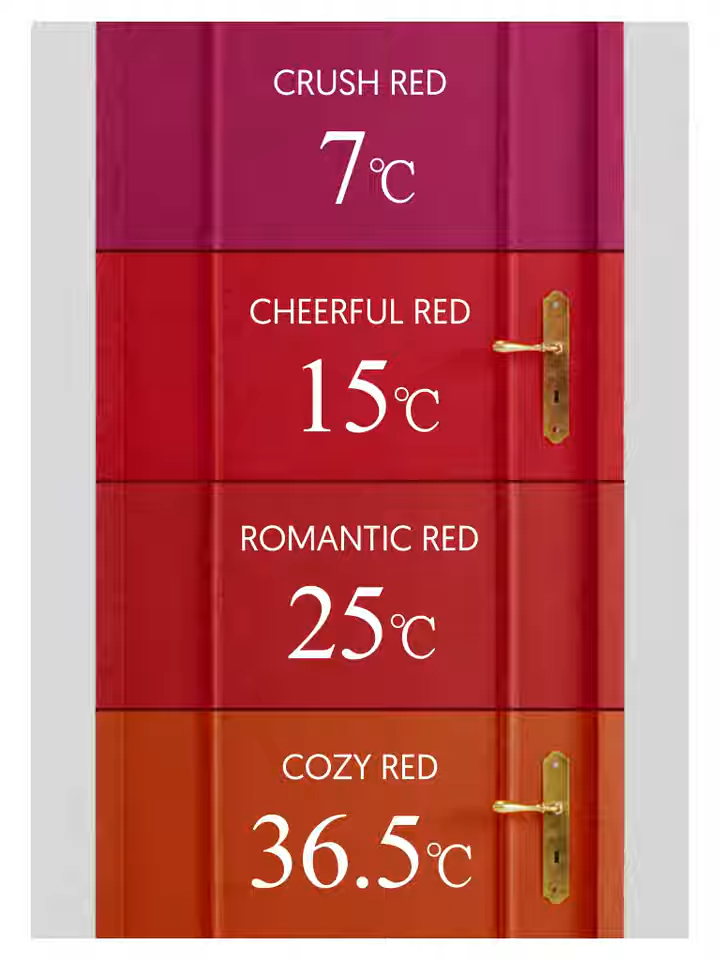 CRUSH RED
7℃
CHEERFUL RED
15℃
ROMANTIC RED
25℃
COZY RED
36.5℃